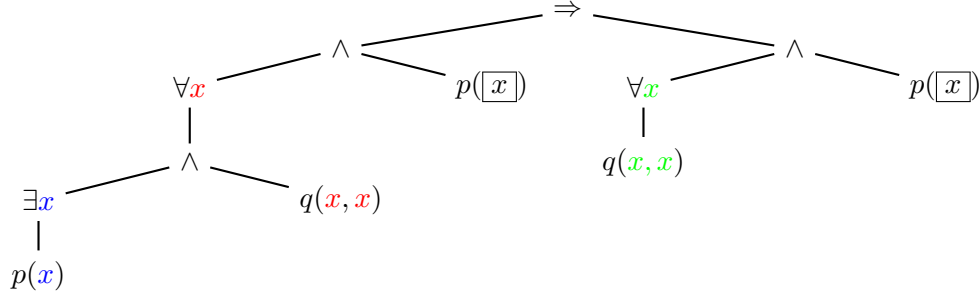 ⇒
∧ ∧
∀x p(x) ∀x p(x)
∧ q(x, x)
∃x q(x, x)
p(x)